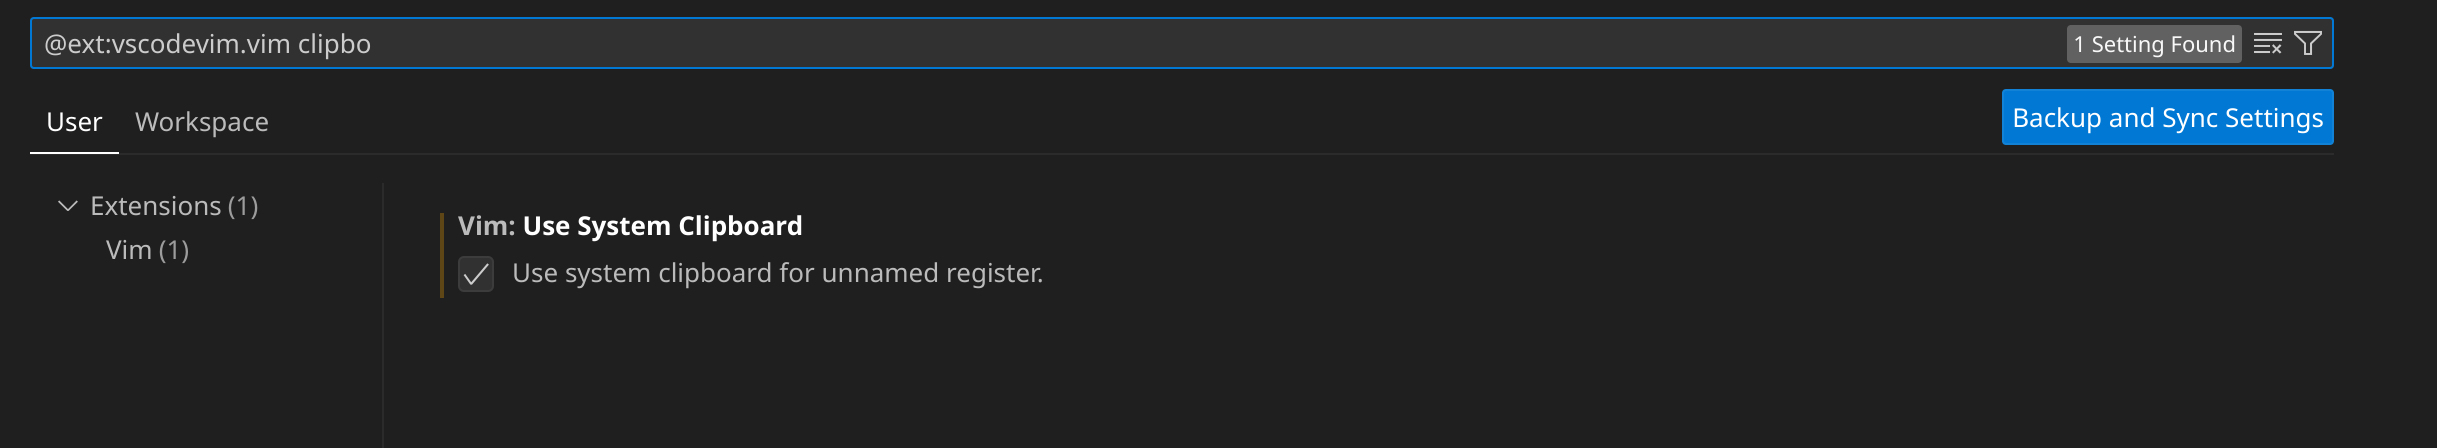 @ext:vscodevim.vim clipbo
1 Setting Found
User Workspace
Backup and Sync Settings
Extensions (1)
Vim (1)
Vim: Use System Clipboard
Use system clipboard for unnamed register.